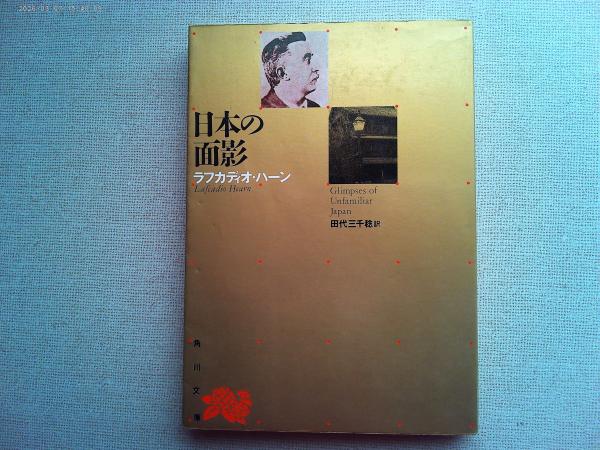 日本の
面影
ラフカディオ・ハーン
Lafcadio Hearn
Glimpses of
Unfamiliar
Japan
田代三千稔訳
角川文庫